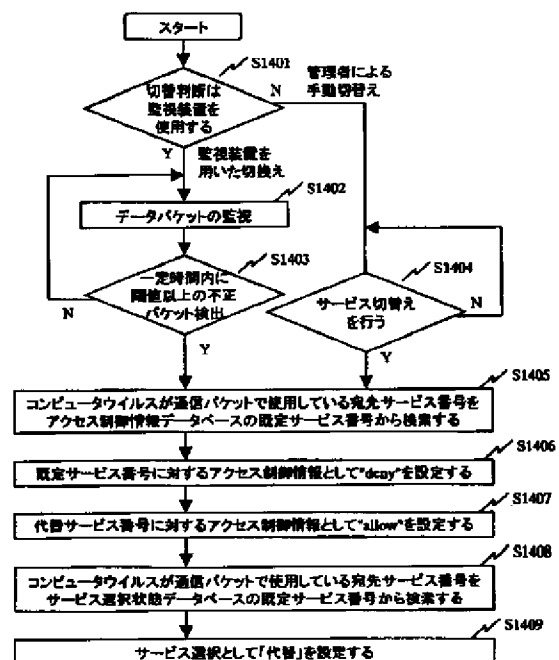 スタート
S1401
切替判断は
監視装置を
使用する
N
管理者による
手動切替え
Y
監視装置を
用いた切換え
S1402
データパケットの監視
S1403
一定時間内に
閾値以上の不正
パケット検出
N
Y
S1404
サービス切替え
を行う
N
Y
S1405
コンピュータウイルスが通信パケットで使用している宛先サービス番号を
アクセス制御情報データベースの既定サービス番号から検索する
S1406
既定サービス番号に対するアクセス制御情報として"deny"を設定する
S1407
代替サービス番号に対するアクセス制御情報として"allow"を設定する
S1408
コンピュータウイルスが通信パケットで使用している宛先サービス番号を
サービス選択状態データベースの既定サービス番号から検索する
S1409
サービス選択として「代替」を設定する